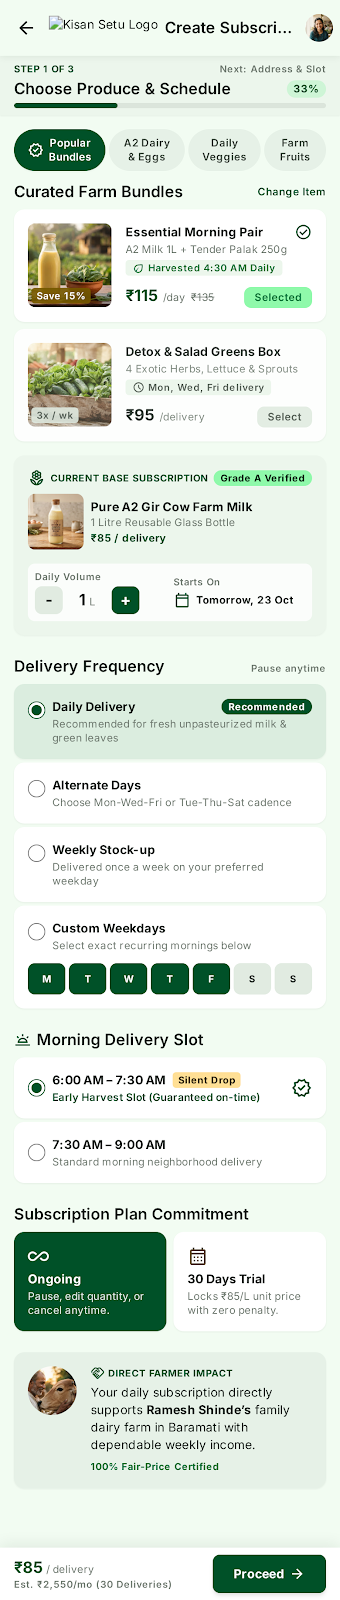 Kisan Setu Logo Create Subscri...
STEP 1 OF 3 Next: Address & Slot
Choose Produce & Schedule 33%
Popular Bundles
A2 Dairy & Eggs
Daily Veggies
Farm Fruits
Curated Farm Bundles Change Item
Essential Morning Pair
A2 Milk 1L + Tender Palak 250g
Harvested 4:30 AM Daily
Save 15%
₹115 /day ₹135 Selected
Detox & Salad Greens Box
4 Exotic Herbs, Lettuce & Sprouts
Mon, Wed, Fri delivery
3x / wk
₹95 /delivery Select
CURRENT BASE SUBSCRIPTION Grade A Verified
Pure A2 Gir Cow Farm Milk
1 Litre Reusable Glass Bottle
₹85 / delivery
Daily Volume
- 1 L +
Starts On
Tomorrow, 23 Oct
Delivery Frequency Pause anytime
Daily Delivery Recommended
Recommended for fresh unpasteurized milk &
green leaves
Alternate Days
Choose Mon-Wed-Fri or Tue-Thu-Sat cadence
Weekly Stock-up
Delivered once a week on your preferred
weekday
Custom Weekdays
Select exact recurring mornings below
M T W T F S S
Morning Delivery Slot
6:00 AM – 7:30 AM Silent Drop
Early Harvest Slot (Guaranteed on-time)
7:30 AM – 9:00 AM
Standard morning neighborhood delivery
Subscription Plan Commitment
Ongoing
Pause, edit quantity, or
cancel anytime.
30 Days Trial
Locks ₹85/L unit price
with zero penalty.
DIRECT FARMER IMPACT
Your daily subscription directly
supports Ramesh Shinde's family
dairy farm in Baramati with
dependable weekly income.
100% Fair-Price Certified
₹85 / delivery
Est. ₹2,550/mo (30 Deliveries)
Proceed →